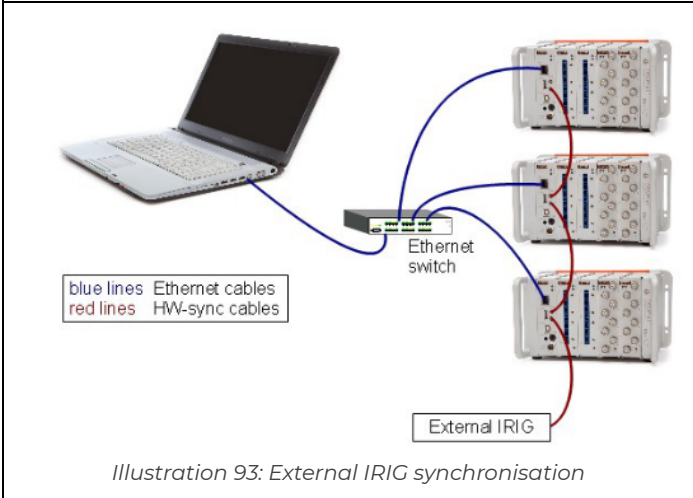 Ethernet
switch
blue lines Ethernet cables
red lines HW-sync cables
External IRIG
Illustration 93: External IRIG synchronisation